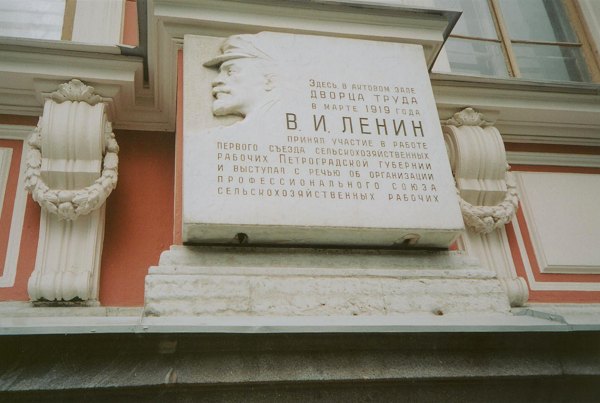 Здесь в актовом зале
Дворца Труда
в марте 1919 года
В. И. ЛЕНИН
принял участие в работе
первого съезда сельскохозяйственных
рабочих Петроградской губернии
и выступил с речью об организации
профессионального союза
сельскохозяйственных рабочих